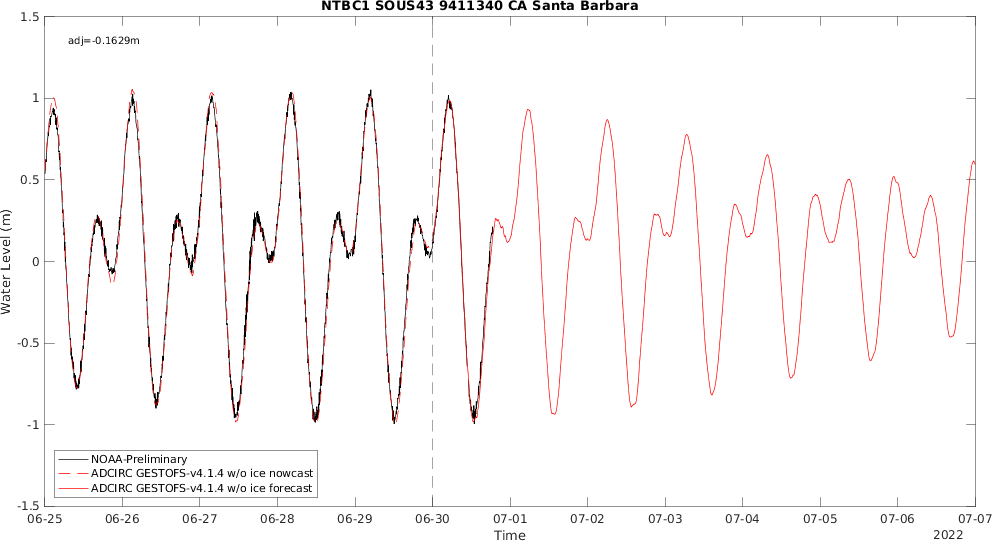 NTBC1 SOUS43 9411340 CA Santa Barbara
adj=-0.1629m
1.5
1
0.5
0
-0.5
-1
-1.5
Water Level (m)
NOAA-Preliminary
ADCIRC GESTOFS-v4.1.4 w/o ice nowcast
ADCIRC GESTOFS-v4.1.4 w/o ice forecast
06-25 06-26 06-27 06-28 06-29 06-30 07-01 07-02 07-03 07-04 07-05 07-06 07-07
Time
2022